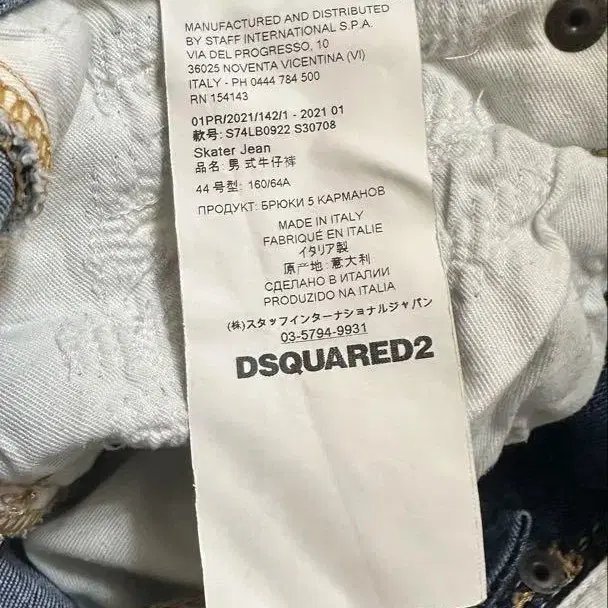 MANUFACTURED AND DISTRIBUTED
BY STAFF INTERNATIONAL S.P.A.
VIA DEL PROGRESSO, 10
36025 NOVENTA VICENTINA (VI)
ITALY - PH 0444 784 500
RN 154143
01PR/2021/142/1 - 2021 01
款号: S74LB0922 S30708
Skater Jean
品名: 男式牛仔裤
44 号型: 160/64A
ПРОДУКТ: БРЮКИ 5 КАРМАНОВ
MADE IN ITALY
FABRIQUÉ EN ITALIE
イタリア製
原产地: 意大利
СДЕЛАНО В ИТАЛИИ
PRODUZIDO NA ITALIA
(株)スタッフインターナショナルジャパン
03-5794-9931
DSQUARED2